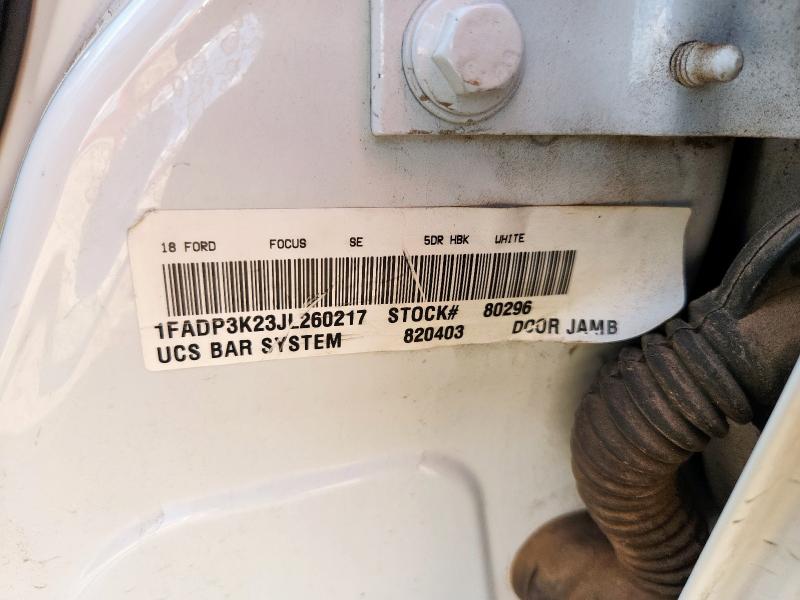 18 FORD FOCUS SE 5DR HBK WHITE
1FADP3K23JL260217 STOCK# 80296
UCS BAR SYSTEM 820403 DOOR JAMB